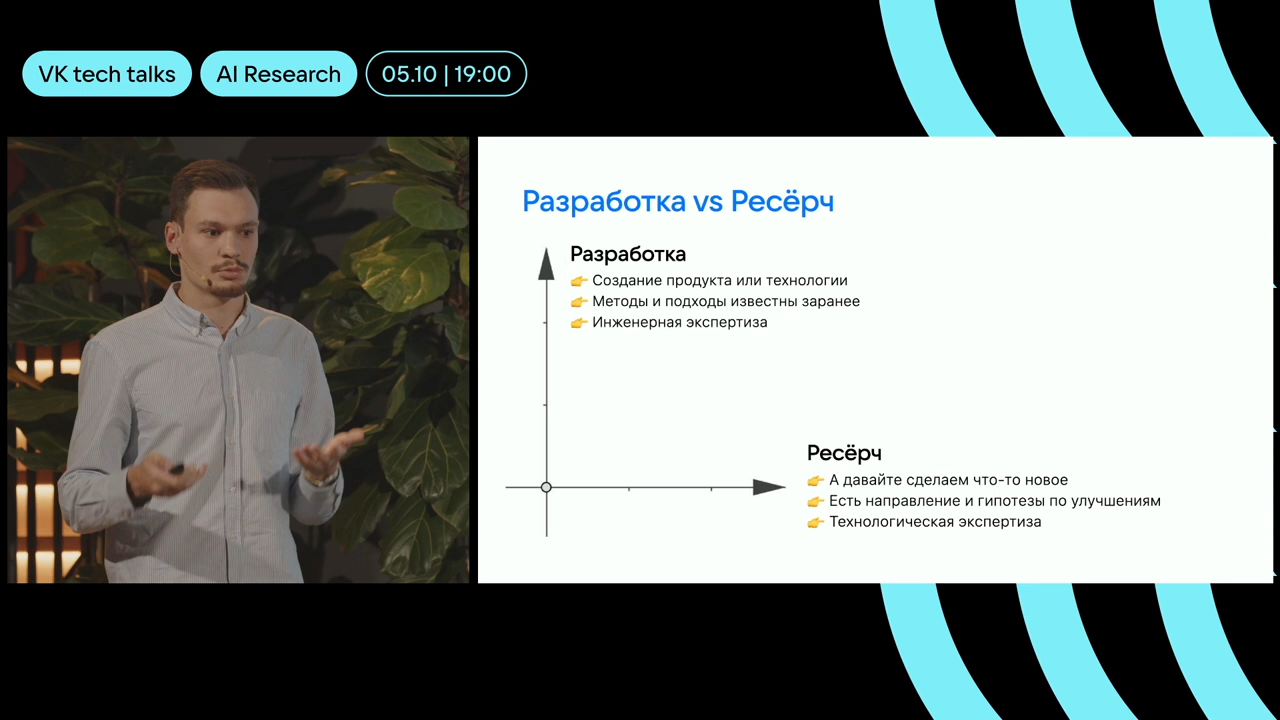 VK tech talks
AI Research
05.10 | 19:00
Разработка vs Ресёрч
Разработка
👉 Создание продукта или технологии
👉 Методы и подходы известны заранее
👉 Инженерная экспертиза
Ресёрч
👉 А давайте сделаем что-то новое
👉 Есть направление и гипотезы по улучшениям
👉 Технологическая экспертиза